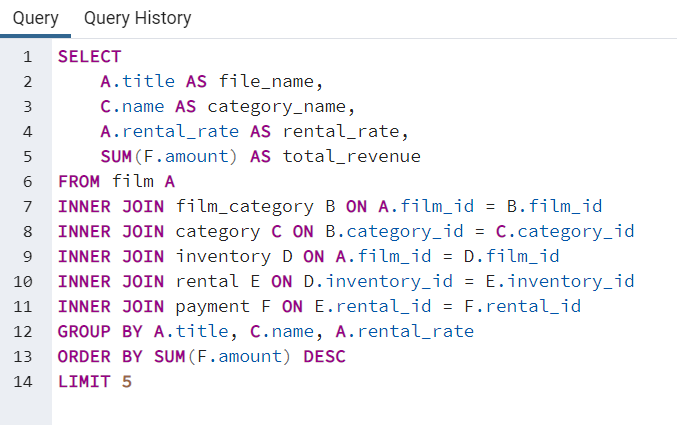 Query Query History
1 SELECT
2 A.title AS file_name,
3 C.name AS category_name,
4 A.rental_rate AS rental_rate,
5 SUM(F.amount) AS total_revenue
6 FROM film A
7 INNER JOIN film_category B ON A.film_id = B.film_id
8 INNER JOIN category C ON B.category_id = C.category_id
9 INNER JOIN inventory D ON A.film_id = D.film_id
10 INNER JOIN rental E ON D.inventory_id = E.inventory_id
11 INNER JOIN payment F ON E.rental_id = F.rental_id
12 GROUP BY A.title, C.name, A.rental_rate
13 ORDER BY SUM(F.amount) DESC
14 LIMIT 5